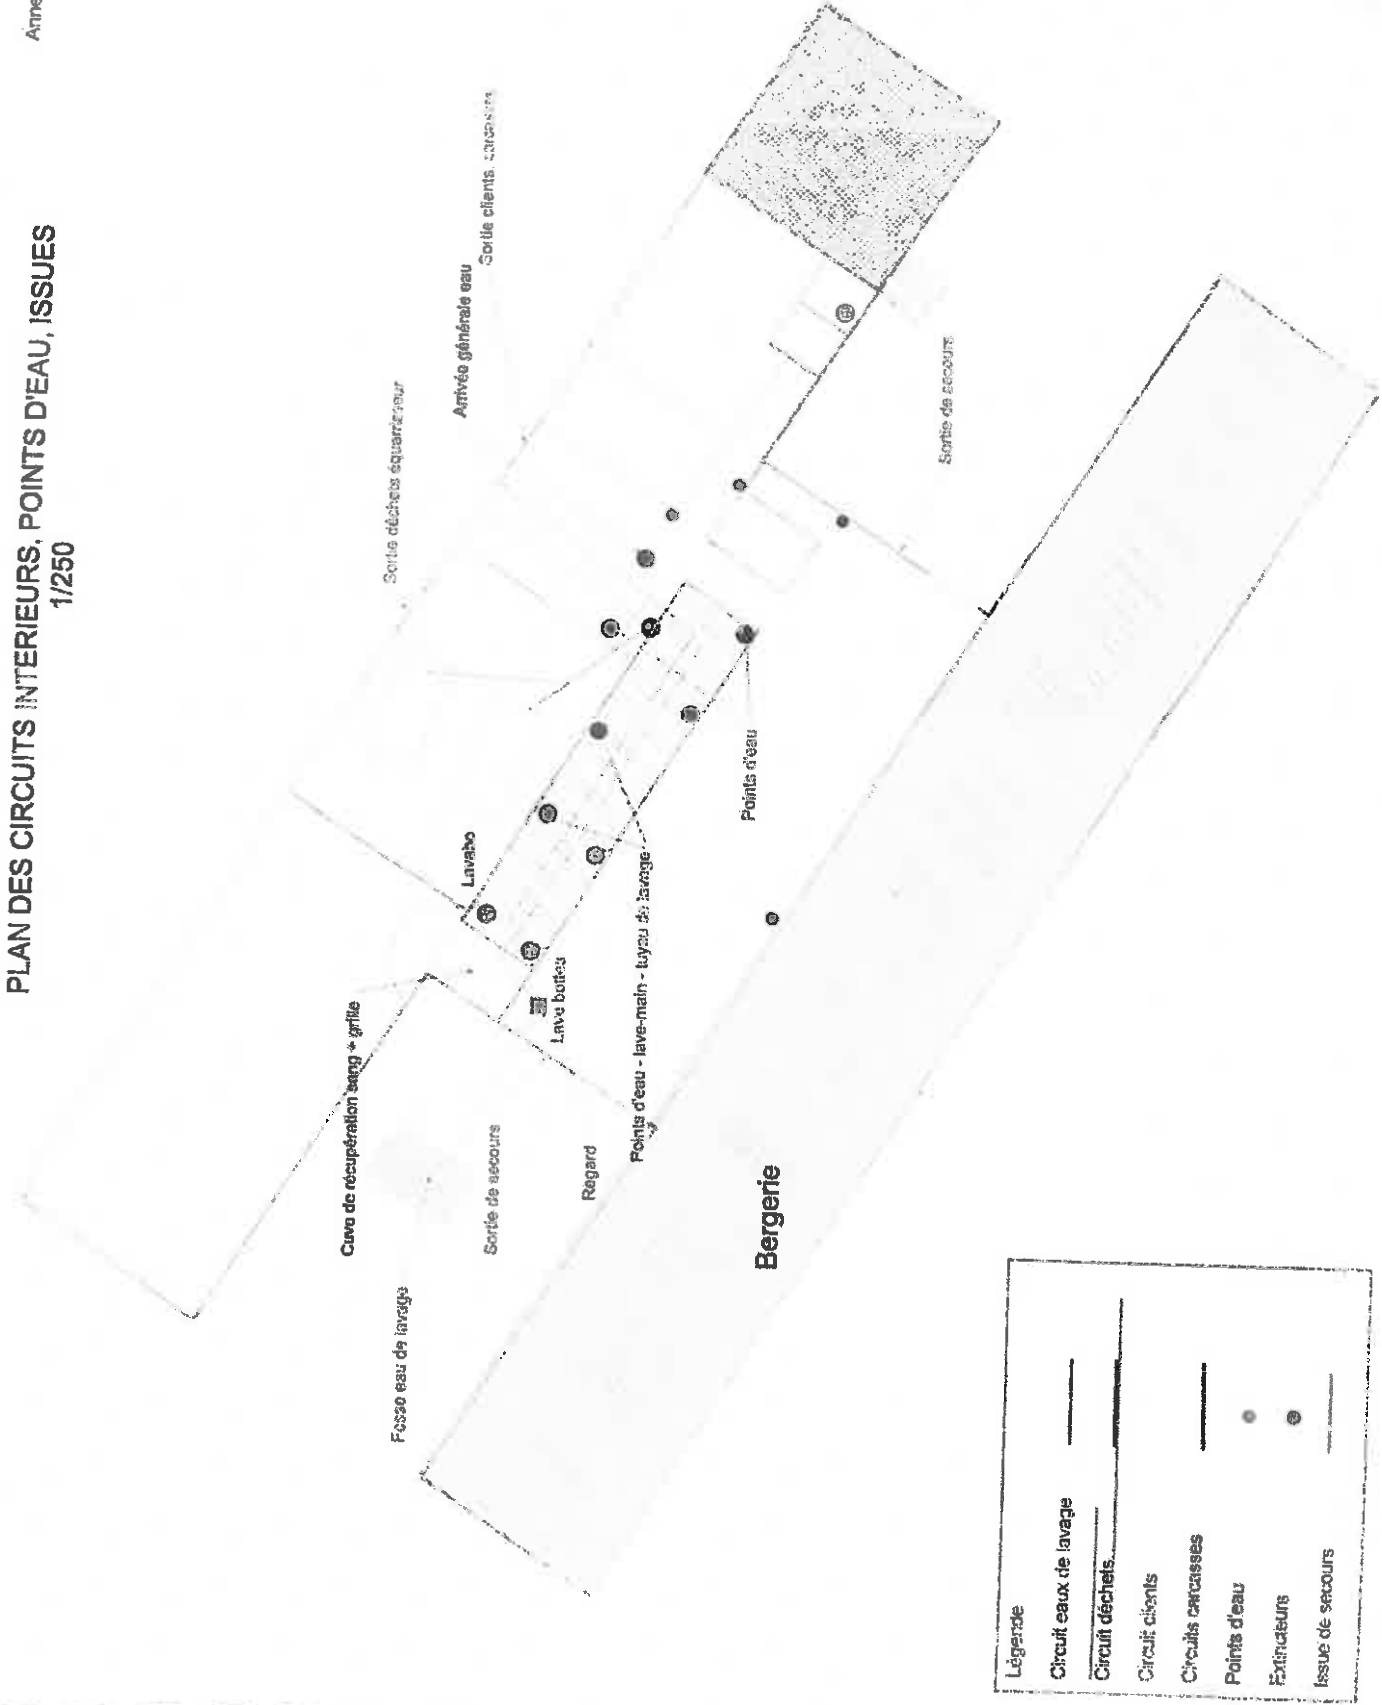 PLAN DES CIRCUITS INTERIEURS, POINTS D'EAU, ISSUES
1/250
Anne
Sortie clients, carcasses
Arrivée générale eau
Sortie déchets équarrisseur
Sortie de secours
Lavabo
Points d'eau
Lave bottes
Points d'eau - lave-main - tuyau de lavage
Cuve de récupération sang + grille
Sortie de secours
Regard
Bergerie
Fosse eau de lavage
Légende
Circuit eaux de lavage
Circuit déchets
Circuit clients
Circuits carcasses
Points d'eau
Extincteurs
Issue de secours